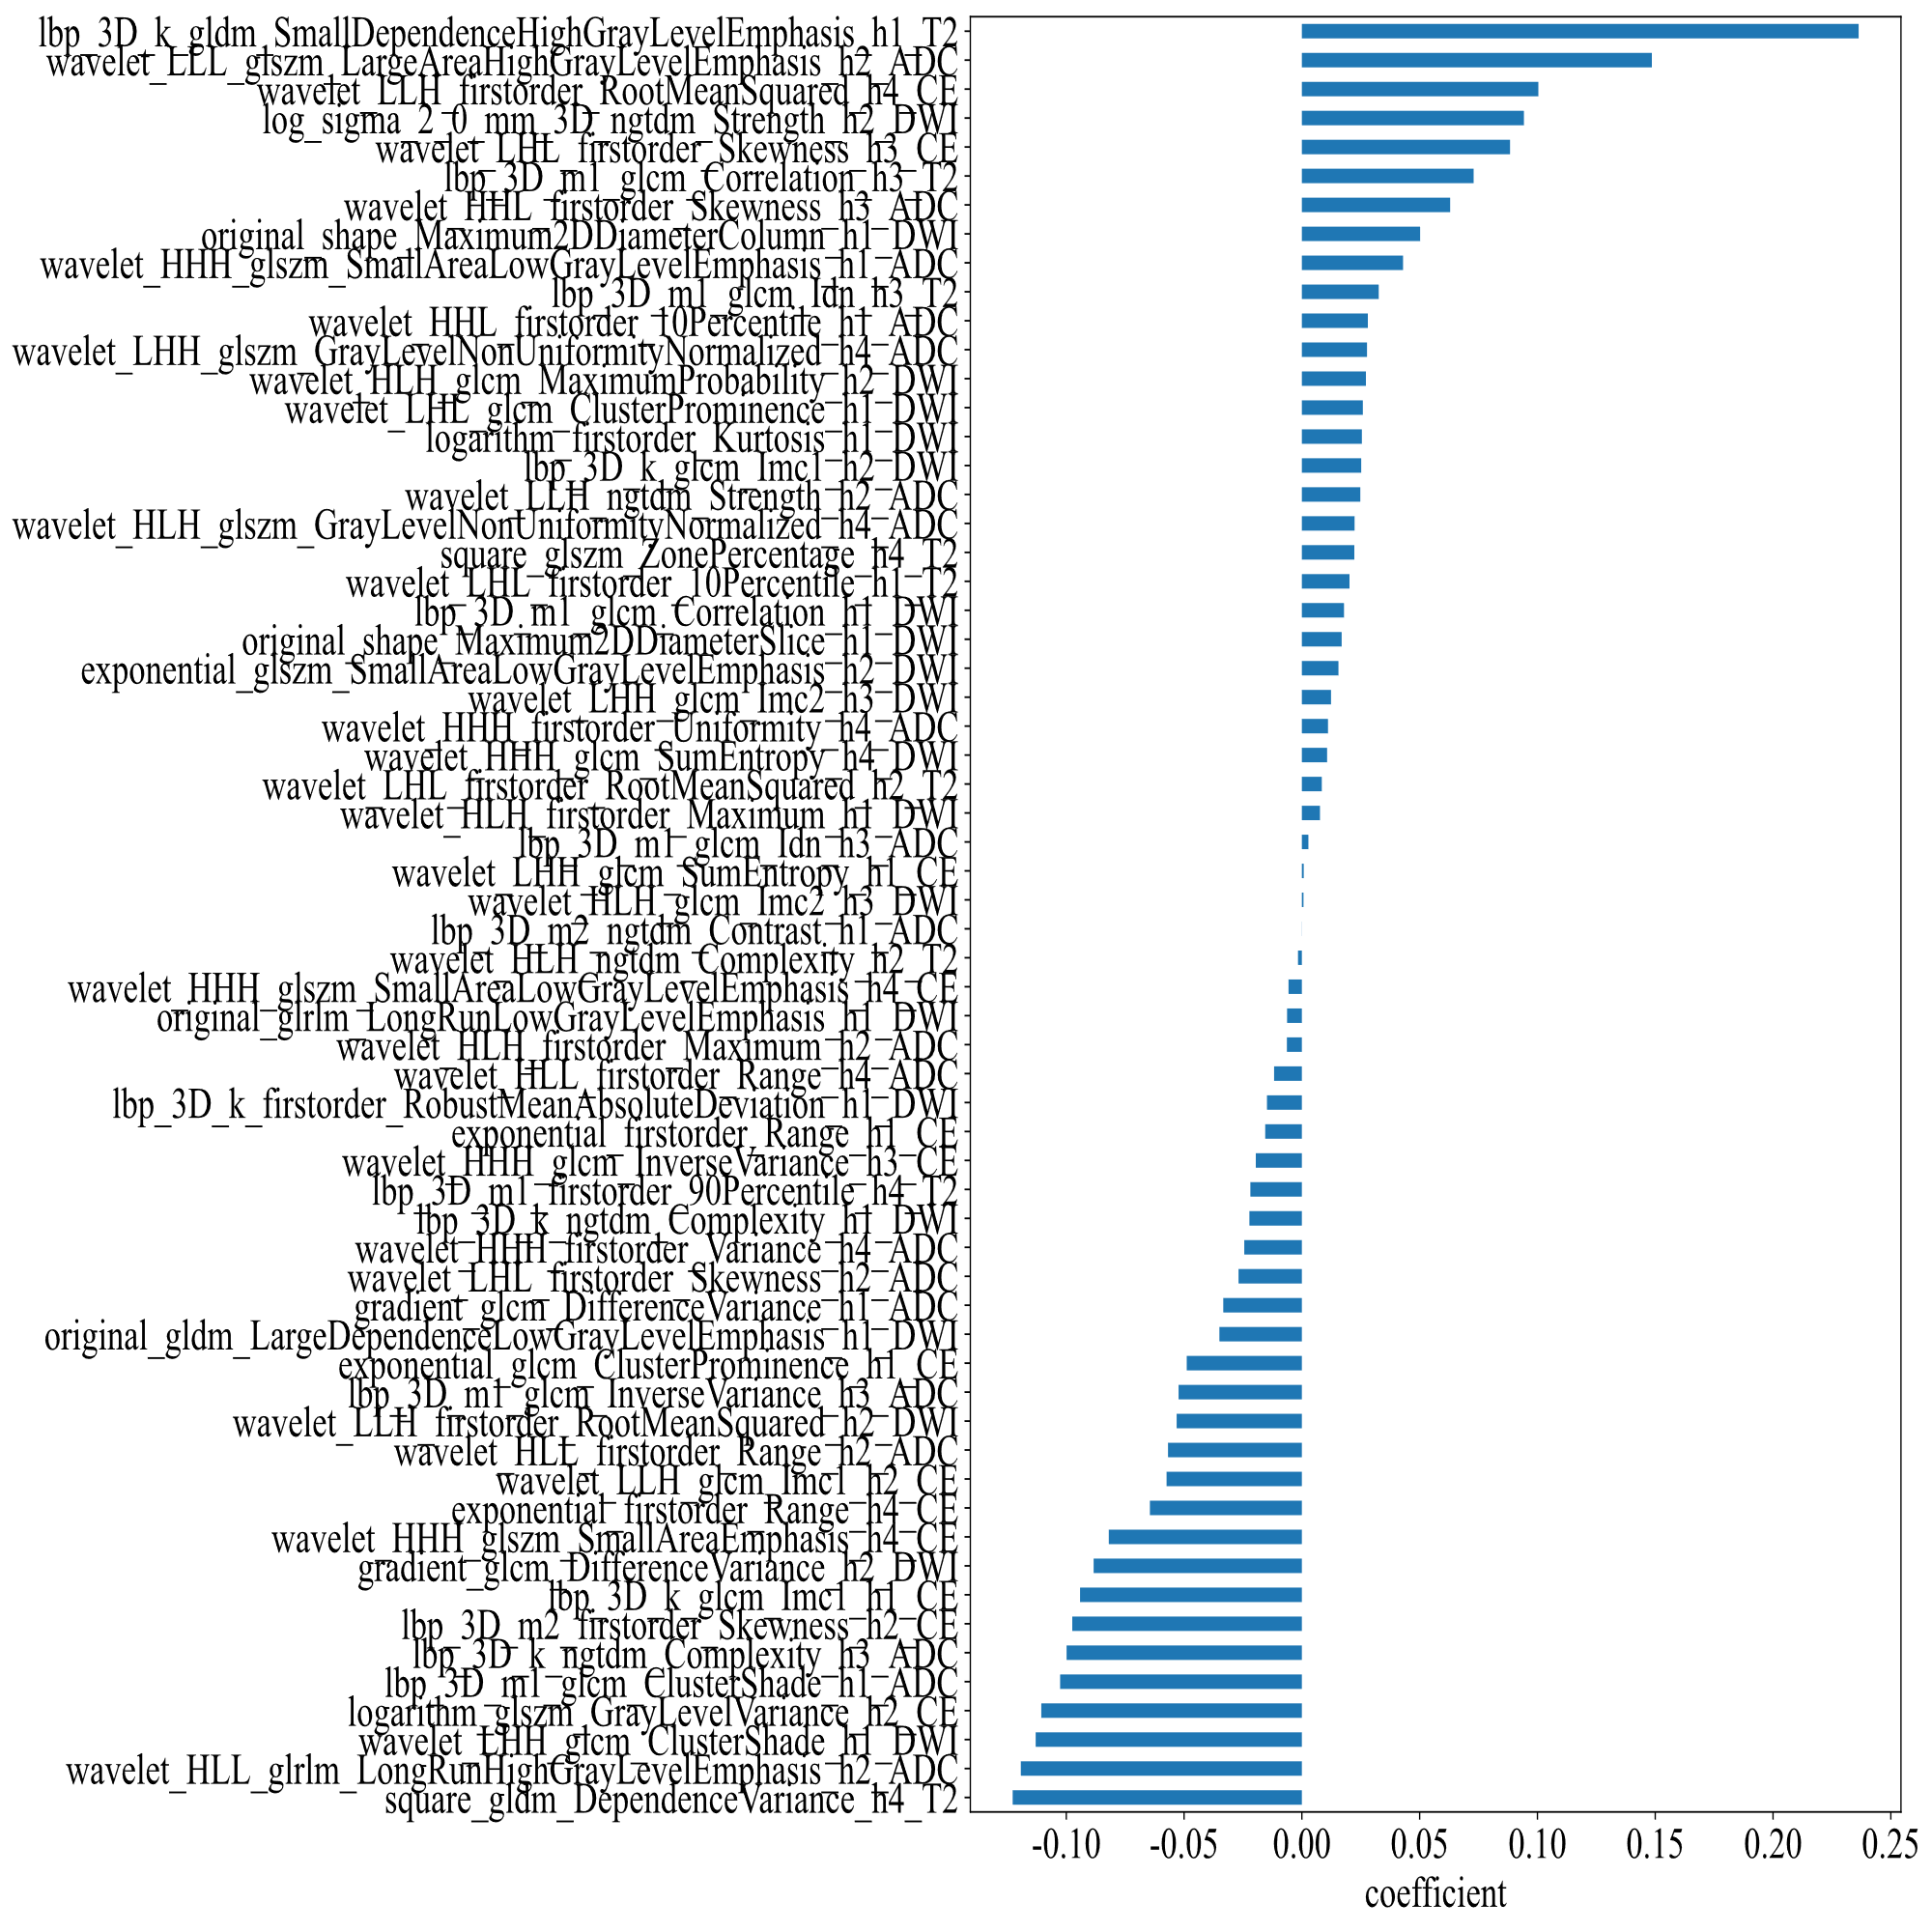 lbp_3D_k_gldm_SmallDependenceHighGrayLevelEmphasis_h1_T2
wavelet_LLL_glszm_LargeAreaHighGrayLevelEmphasis_h2_ADC
wavelet_LLH_firstorder_RootMeanSquared_h4_CE
log_sigma_2_0_mm_3D_ngtdm_Strength_h2_DWI
wavelet_LHL_firstorder_Skewness_h3_CE
lbp_3D_m1_glcm_Correlation_h3_T2
wavelet_HHL_firstorder_Skewness_h3_ADC
original_shape_Maximum2DDiameterColumn_h1_DWI
wavelet_HHH_glszm_SmallAreaLowGrayLevelEmphasis_h1_ADC
lbp_3D_m1_glcm_Idn_h3_T2
wavelet_HHL_firstorder_10Percentile_h1_ADC
wavelet_LHH_glszm_GrayLevelNonUniformityNormalized_h4_ADC
wavelet_HLH_glcm_MaximumProbability_h2_DWI
wavelet_LHL_glcm_ClusterProminence_h1_DWI
logarithm_firstorder_Kurtosis_h1_DWI
lbp_3D_k_glcm_Imc1_h2_DWI
wavelet_LLH_ngtdm_Strength_h2_ADC
wavelet_HLH_glszm_GrayLevelNonUniformityNormalized_h4_ADC
square_glszm_ZonePercentage_h4_T2
wavelet_LHL_firstorder_10Percentile_h1_T2
lbp_3D_m1_glcm_Correlation_h1_DWI
original_shape_Maximum2DDiameterSlice_h1_DWI
exponential_glszm_SmallAreaLowGrayLevelEmphasis_h2_DWI
wavelet_LHH_glcm_Imc2_h3_DWI
wavelet_HHH_firstorder_Uniformity_h4_ADC
wavelet_HHH_glcm_SumEntropy_h4_DWI
wavelet_LHL_firstorder_RootMeanSquared_h2_T2
wavelet_HLH_firstorder_Maximum_h1_DWI
lbp_3D_m1_glcm_Idn_h3_ADC
wavelet_LHH_glcm_SumEntropy_h1_CE
wavelet_HLH_glcm_Imc2_h3_DWI
lbp_3D_m2_ngtdm_Contrast_h1_ADC
wavelet_HLH_ngtdm_Complexity_h2_T2
wavelet_HHH_glszm_SmallAreaLowGrayLevelEmphasis_h4_CE
original_glrlm_LongRunLowGrayLevelEmphasis_h1_DWI
wavelet_HLH_firstorder_Maximum_h2_ADC
wavelet_HLL_firstorder_Range_h4_ADC
lbp_3D_k_firstorder_RobustMeanAbsoluteDeviation_h1_DWI
exponential_firstorder_Range_h1_CE
wavelet_HHH_glcm_InverseVariance_h3_CE
lbp_3D_m1_firstorder_90Percentile_h4_T2
lbp_3D_k_ngtdm_Complexity_h1_DWI
wavelet_HHH_firstorder_Variance_h4_ADC
wavelet_LHL_firstorder_Skewness_h2_ADC
gradient_glcm_DifferenceVariance_h1_ADC
original_gldm_LargeDependenceLowGrayLevelEmphasis_h1_DWI
exponential_glcm_ClusterProminence_h1_CE
lbp_3D_m1_glcm_InverseVariance_h3_ADC
wavelet_LLH_firstorder_RootMeanSquared_h2_DWI
wavelet_HLL_firstorder_Range_h2_ADC
wavelet_LLH_glcm_Imc1_h2_CE
exponential_firstorder_Range_h4_CE
wavelet_HHH_glszm_SmallAreaEmphasis_h4_CE
gradient_glcm_DifferenceVariance_h2_DWI
lbp_3D_k_glcm_Imc1_h1_CE
lbp_3D_m2_firstorder_Skewness_h2_CE
lbp_3D_k_ngtdm_Complexity_h3_ADC
lbp_3D_m1_glcm_ClusterShade_h1_ADC
logarithm_glszm_GrayLevelVariance_h2_CE
wavelet_LHH_glcm_ClusterShade_h1_DWI
wavelet_HLL_glrlm_LongRunHighGrayLevelEmphasis_h2_ADC
square_gldm_DependenceVariance_h4_T2
-0.10 -0.05 0.00 0.05 0.10 0.15 0.20 0.25
coefficient